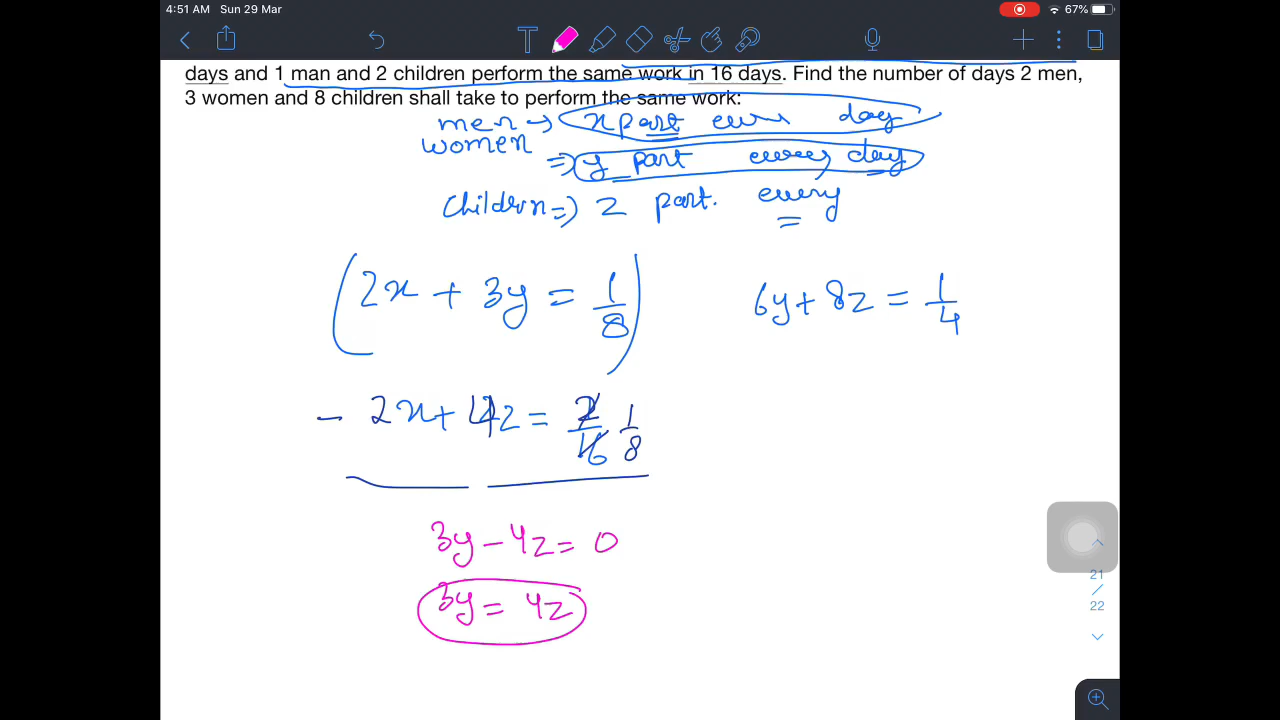 4:51 AM Sun 29 Mar
67%
days and 1 man and 2 children perform the same work in 16 days. Find the number of days 2 men,
3 women and 8 children shall take to perform the same work:
men → x part every day
women ⇒ y part every day
children ⇒ z part. every
2x + 3y = 1/8
6y + 8z = 1/4
- 2x + 4z = 2/16 1/8
3y - 4z = 0
3y = 4z
21
/
22